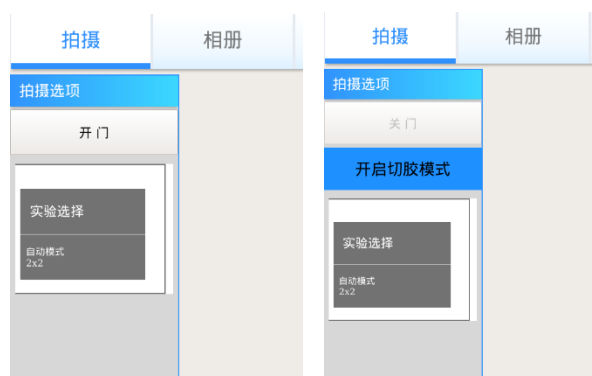 拍摄
相册
拍摄选项
开 门
实验选择
自动模式
2x2
拍摄
相册
拍摄选项
关 门
开启切胶模式
实验选择
自动模式
2x2